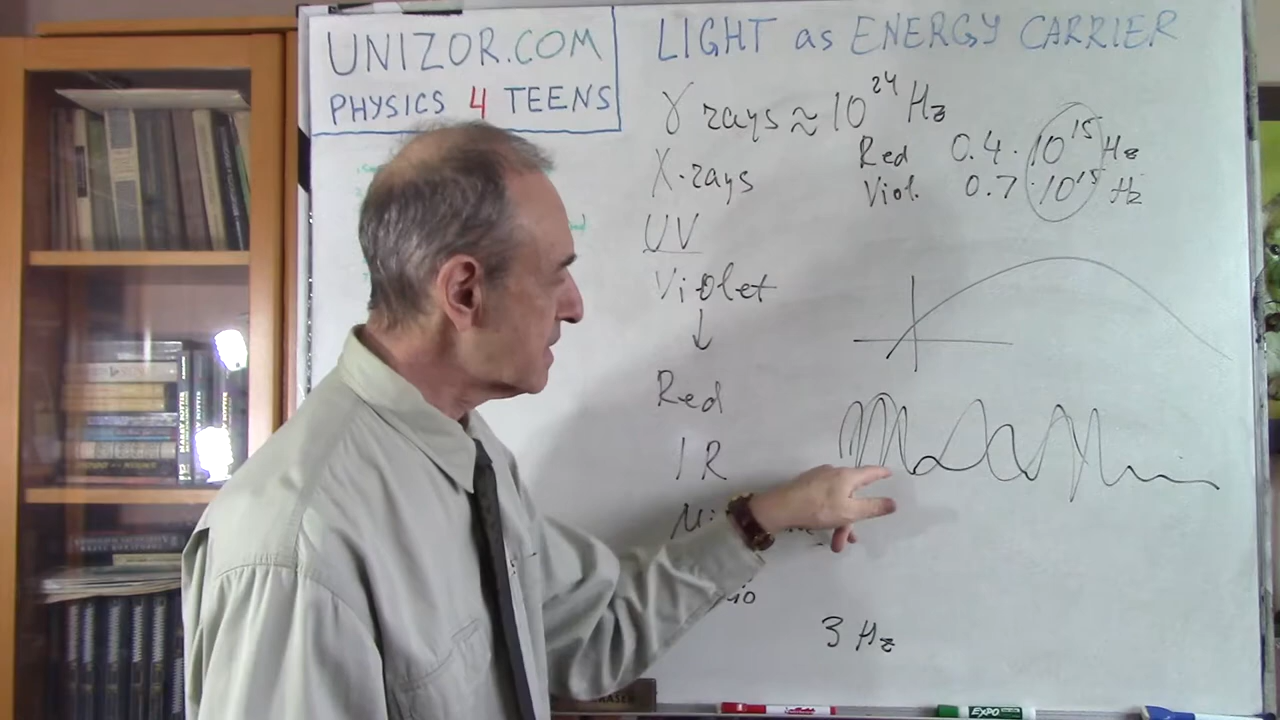 UNIZOR.COM
PHYSICS 4 TEENS
LIGHT as ENERGY CARRIER
γ rays ≈ 10²⁴ Hz
Red 0.4 · 10¹⁵ Hz
Viol. 0.7 · 10¹⁵ Hz
X-rays
UV
Violet
↓
Red
IR
3 Hz
EXPO